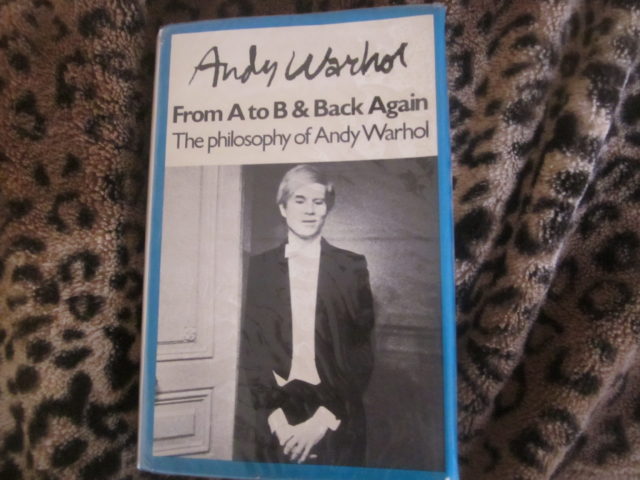 Andy Warhol
From A to B & Back Again
The philosophy of Andy Warhol